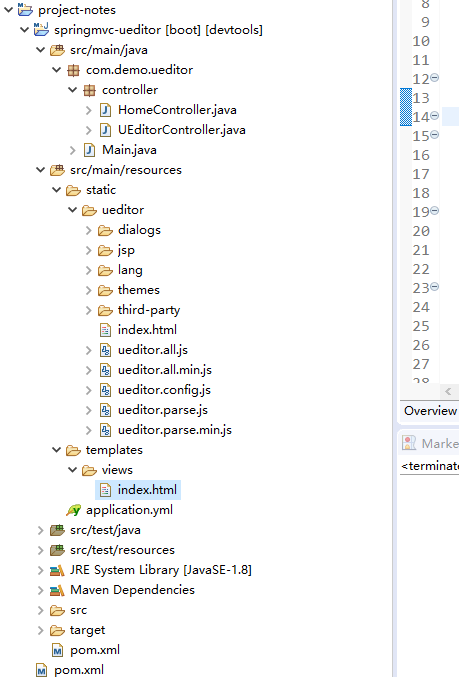 project-notes
springmvc-ueditor [boot] [devtools]
src/main/java
com.demo.ueditor
controller
HomeController.java
UEditorController.java
Main.java
src/main/resources
static
ueditor
dialogs
jsp
lang
themes
third-party
index.html
ueditor.all.js
ueditor.all.min.js
ueditor.config.js
ueditor.parse.js
ueditor.parse.min.js
templates
views
index.html
application.yml
src/test/java
src/test/resources
JRE System Library [JavaSE-1.8]
Maven Dependencies
src
target
pom.xml
pom.xml
8
9
10
11
12
13
14
15
16
17
18
19
20
21
22
23
24
25
26
27
28
Overview
Marke
<terminate